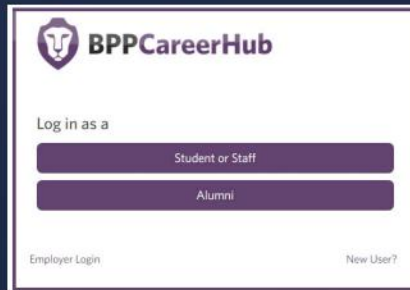 BPPCareerHub
Log in as a
Student or Staff
Alumni
Employer Login New User?